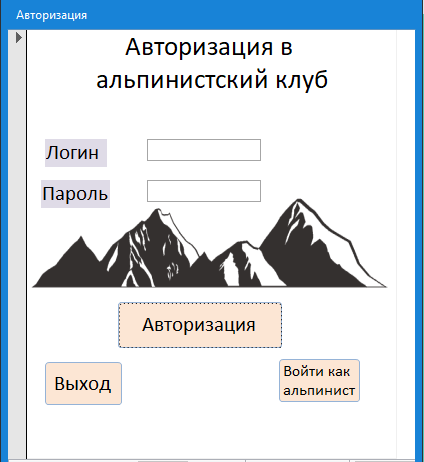 Авторизация
Авторизация в
альпинистский клуб
Логин
Пароль
Авторизация
Выход
Войти как
альпинист